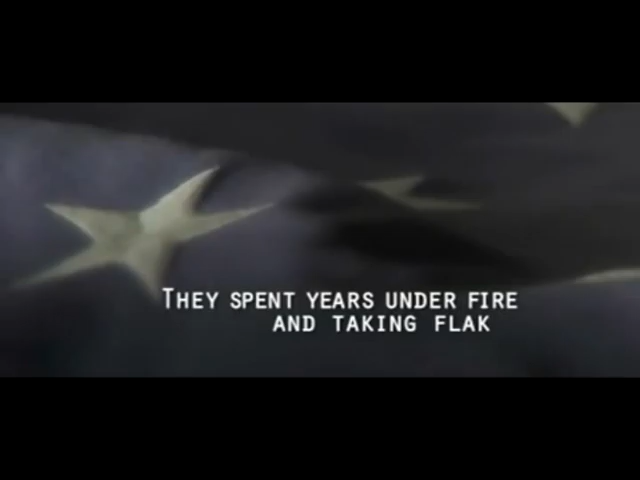 They spent years under fire
and taking flak